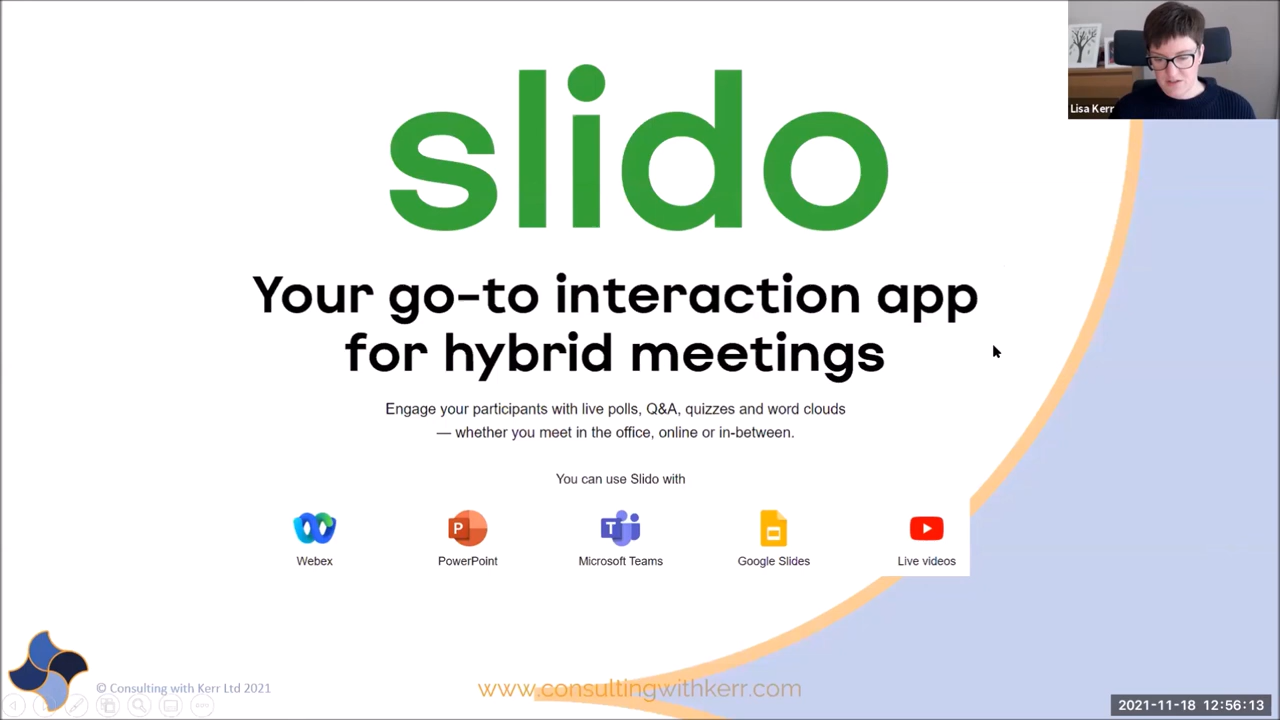 Lisa Kerr
slido
Your go-to interaction app
for hybrid meetings
Engage your participants with live polls, Q&A, quizzes and word clouds
— whether you meet in the office, online or in-between.
You can use Slido with
Webex
P
PowerPoint
T
Microsoft Teams
Google Slides
Live videos
© Consulting with Kerr Ltd 2021
www.consultingwithkerr.com
2021-11-18 12:56:13